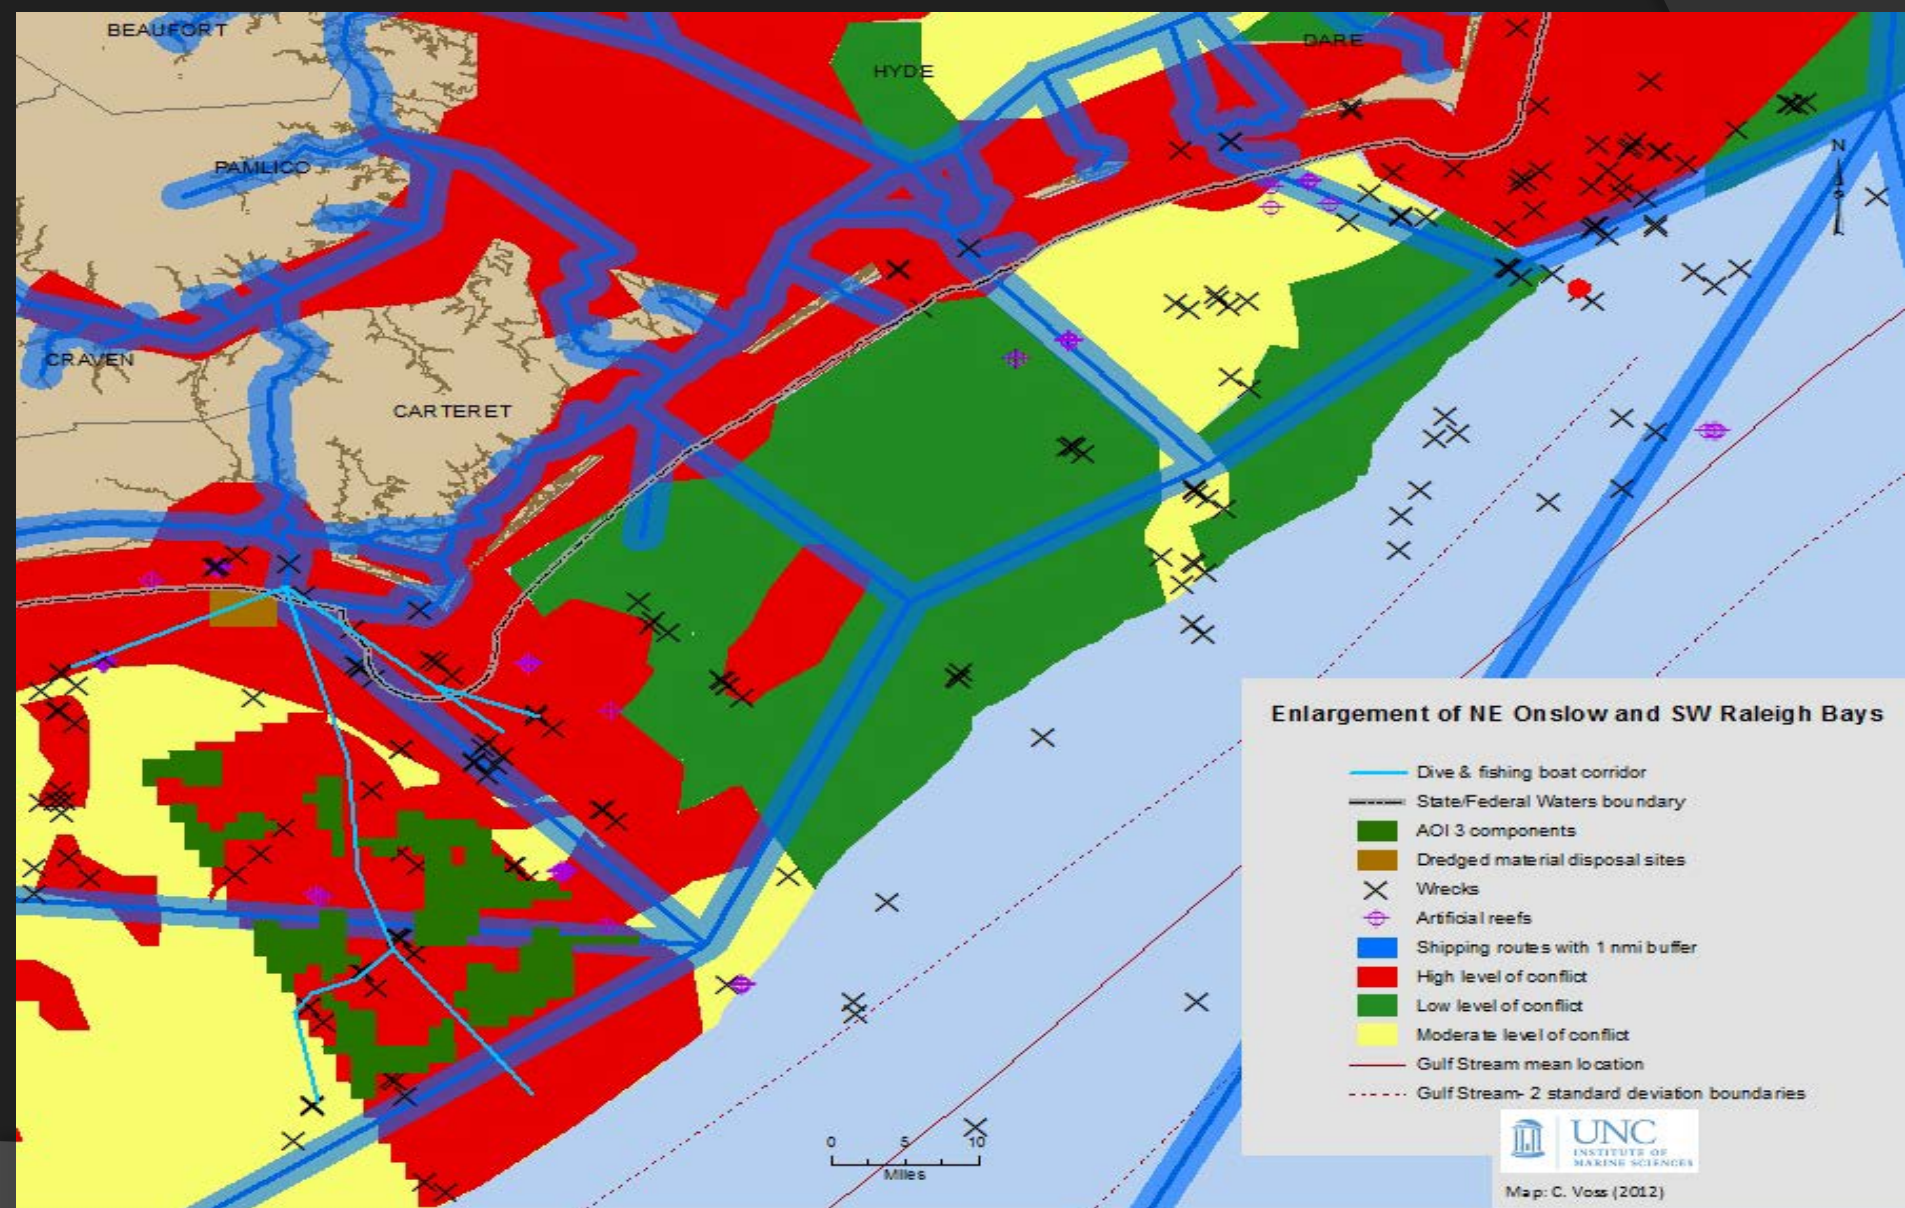 BEAUFORT
HYDE
DARE
PAMLICO
N
CRAVEN
CARTERET
Enlargement of NE Onslow and SW Raleigh Bays
Dive & fishing boat corridor
State/Federal Waters boundary
AOI 3 components
Dredged material disposal sites
Wrecks
Artificial reefs
Shipping routes with 1 nmi buffer
High level of conflict
Low level of conflict
Moderate level of conflict
Gulf Stream mean location
Gulf Stream- 2 standard deviation boundaries
0 5 10
Miles
UNC
INSTITUTE OF
MARINE SCIENCES
Map: C. Voss (2012)